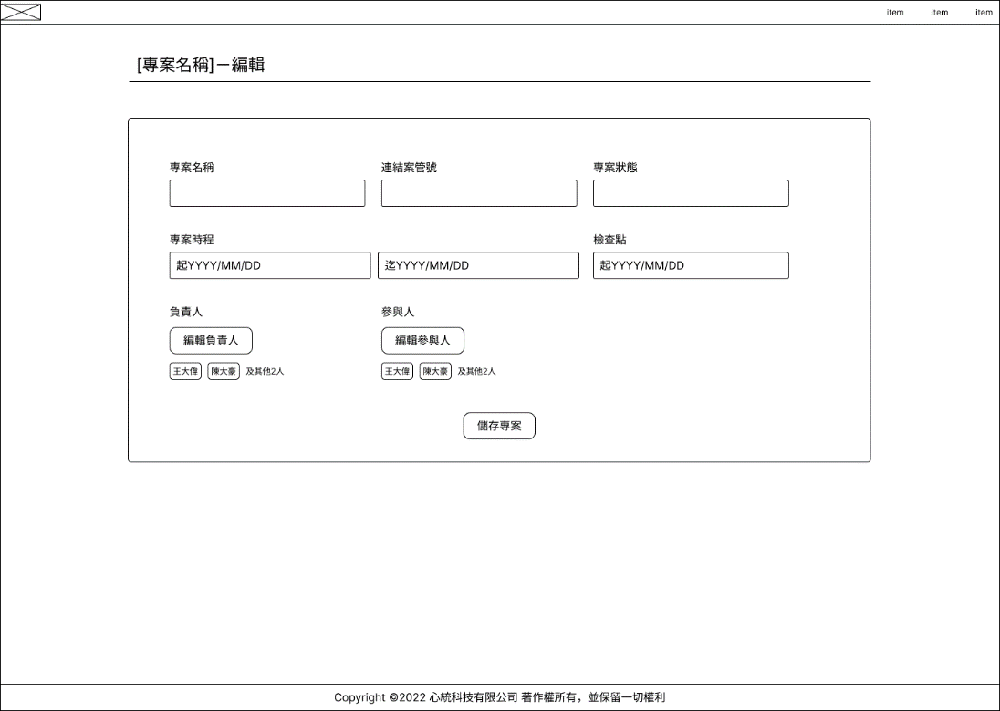 item item item
[專案名稱]－編輯
專案名稱 連結案管號 專案狀態
專案時程 檢查點
起YYYY/MM/DD 迄YYYY/MM/DD 起YYYY/MM/DD
負責人 參與人
編輯負責人 編輯參與人
王大偉 陳大豪 及其他2人 王大偉 陳大豪 及其他2人
儲存專案
Copyright ©2022 心統科技有限公司 著作權所有，並保留一切權利